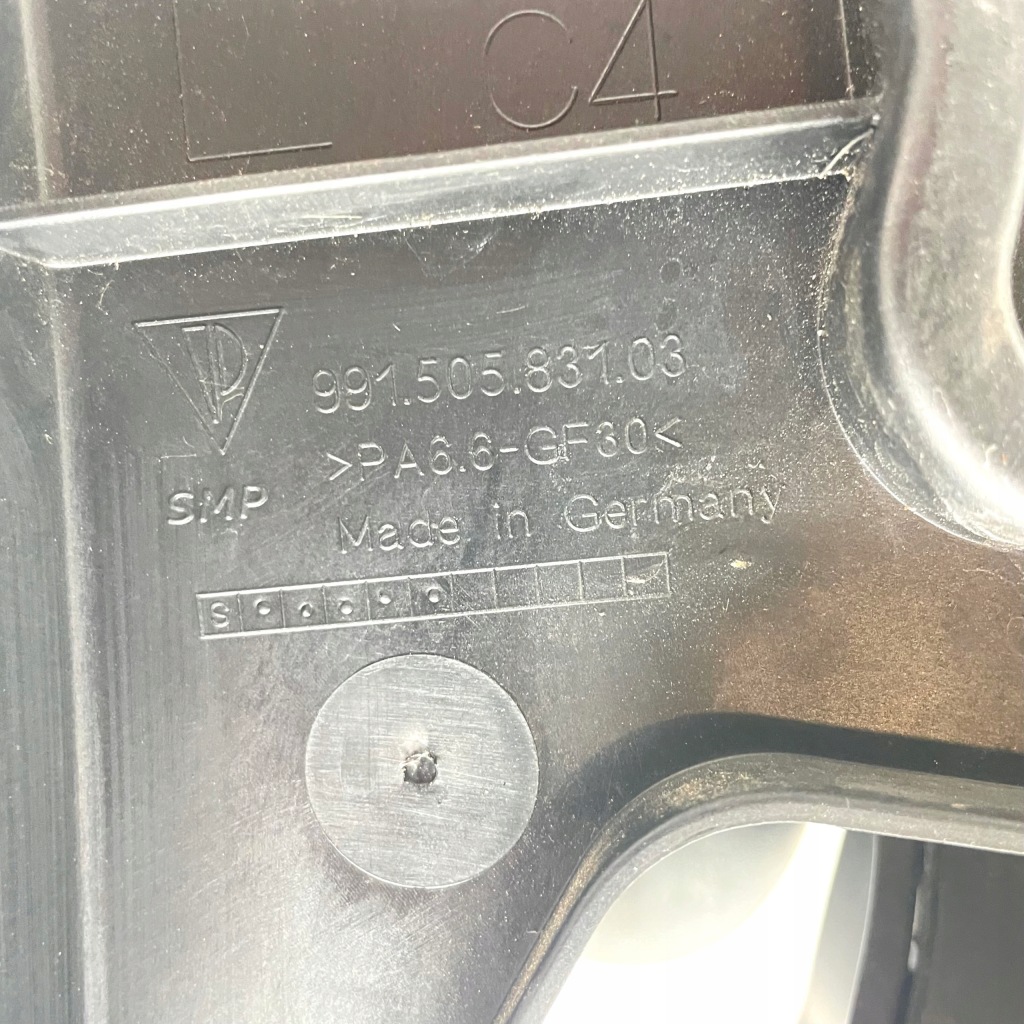 L C4
P
991.505.831.03
>PA6.6-GF30<
SMP
Made in Germany
S